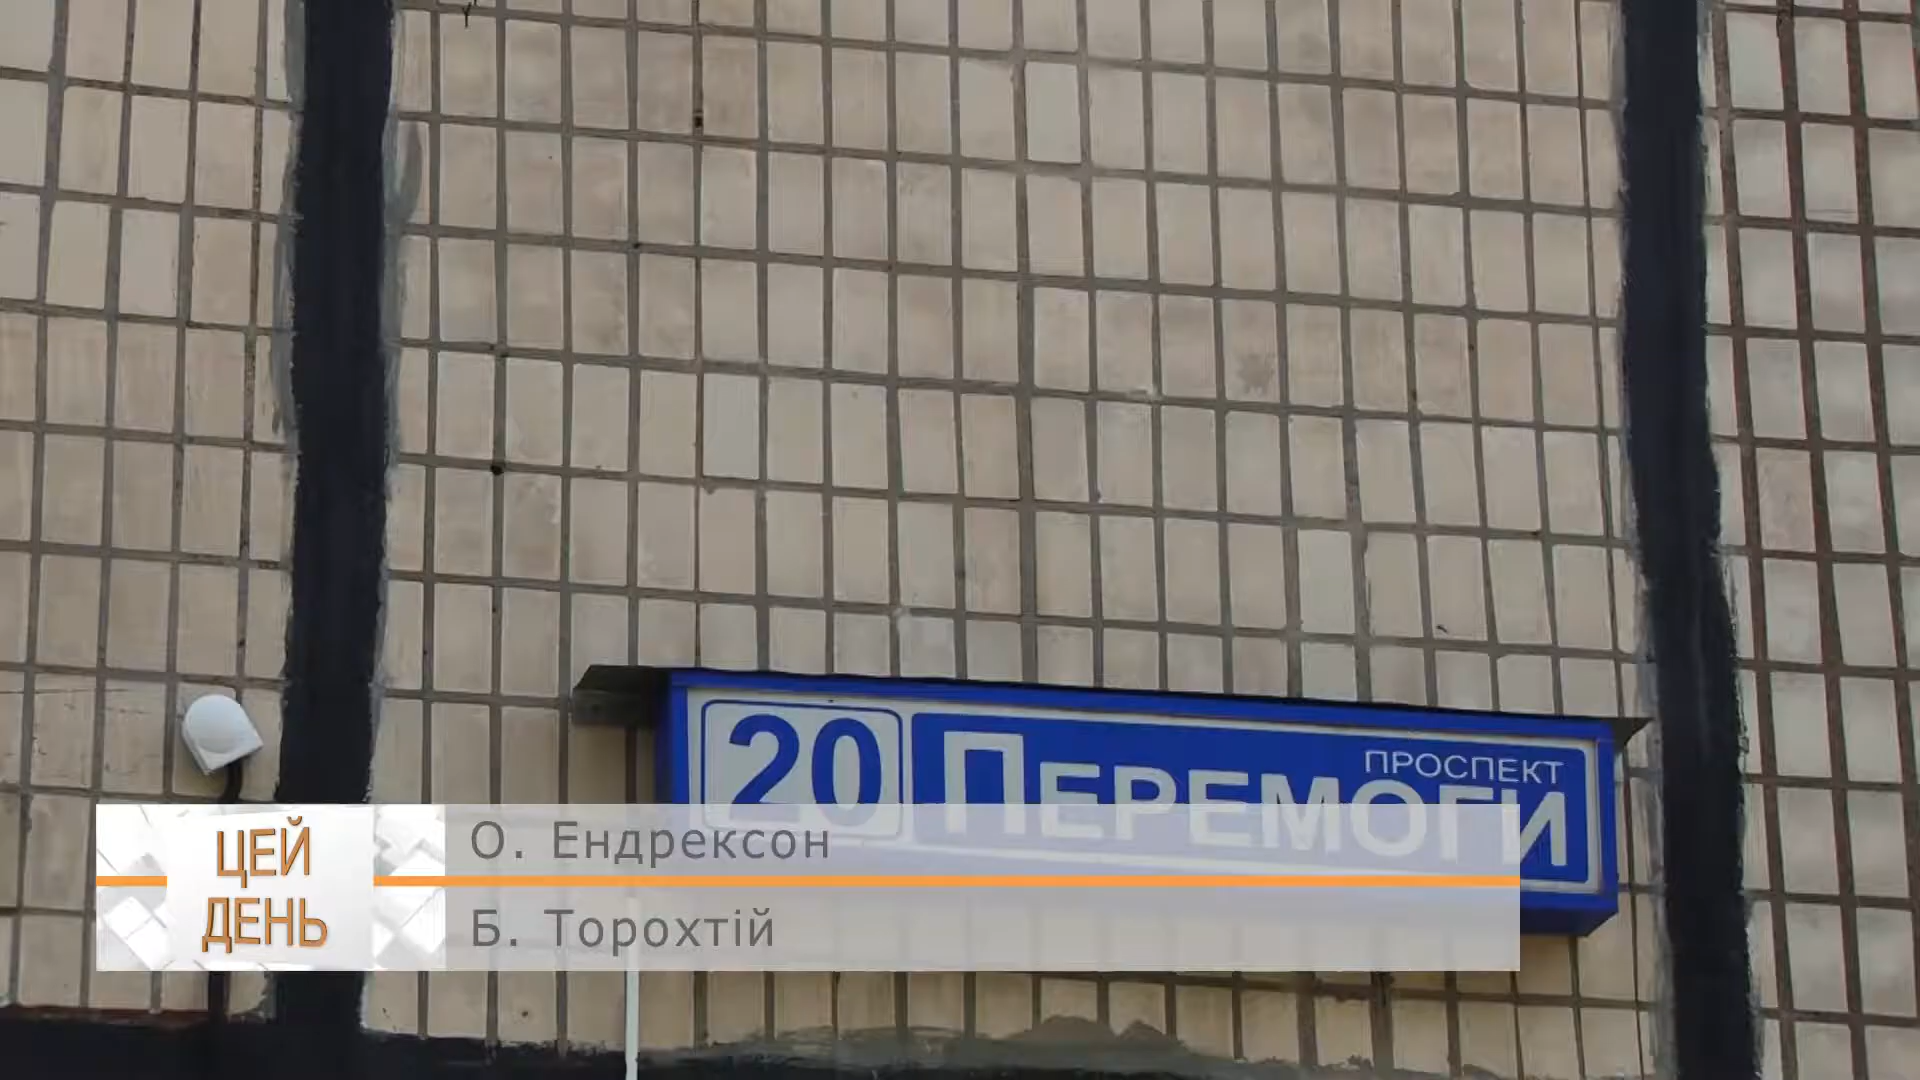 20 ПЕРЕМОГИ
ПРОСПЕКТ
ЦЕЙ
ДЕНЬ
О. Ендрексон
Б. Торохтій